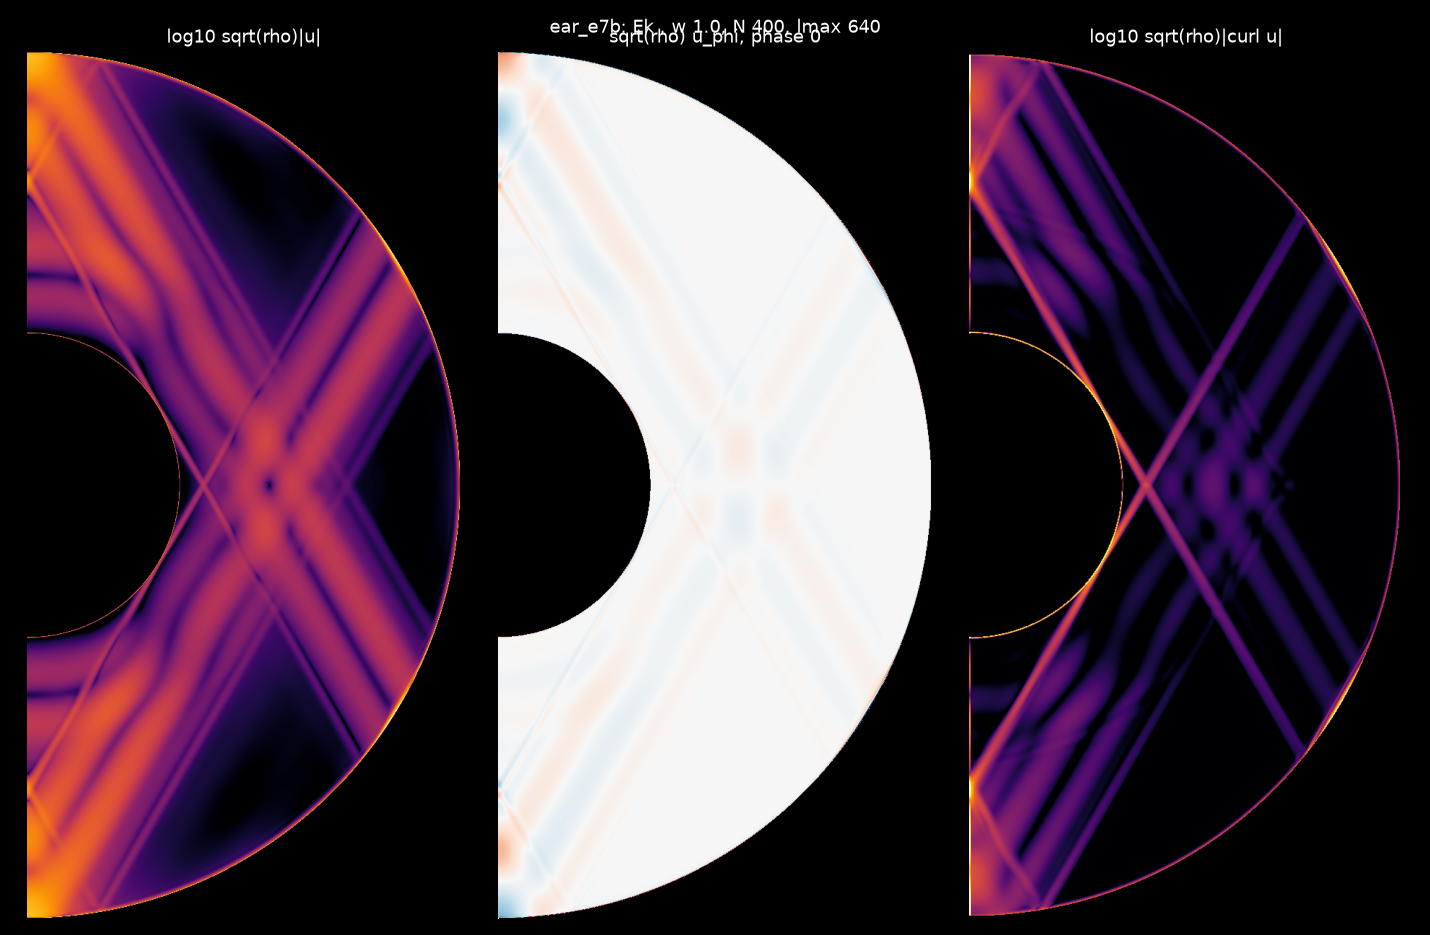 ear_e7b: Ek, w 1.0, N 400, lmax 640
log10 sqrt(rho)|u|
sqrt(rho) u_phi, phase 0
log10 sqrt(rho)|curl u|